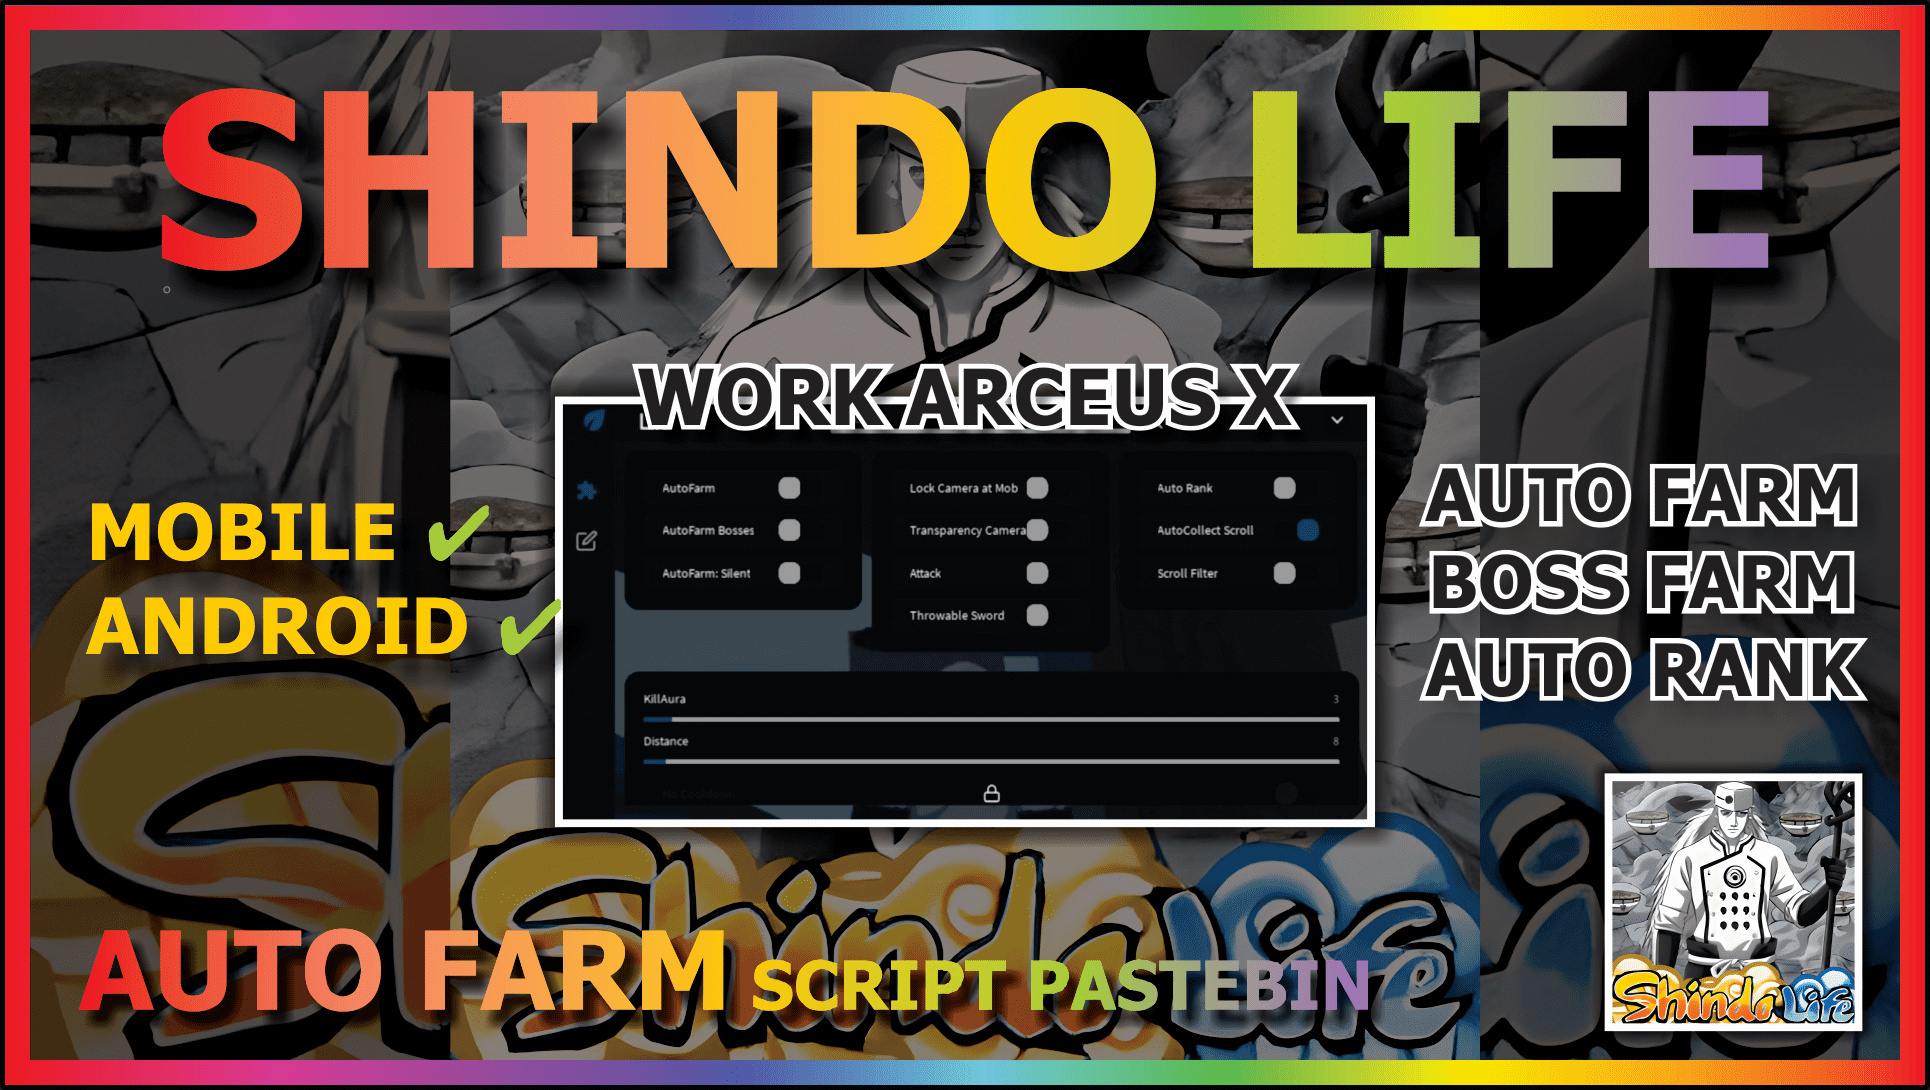 SHINDO LIFE
WORK ARCEUS X
MOBILE ✔
ANDROID ✔
AutoFarm
AutoFarm Bosses
AutoFarm: Silent
Lock Camera at Mob
Transparency Camera
Attack
Throwable Sword
Auto Rank
AutoCollect Scroll
Scroll Filter
KillAura 3
Distance 8
No Cooldown
AUTO FARM
BOSS FARM
AUTO RANK
AUTO FARM SCRIPT PASTEBIN
Shindo Life
Shindo Life